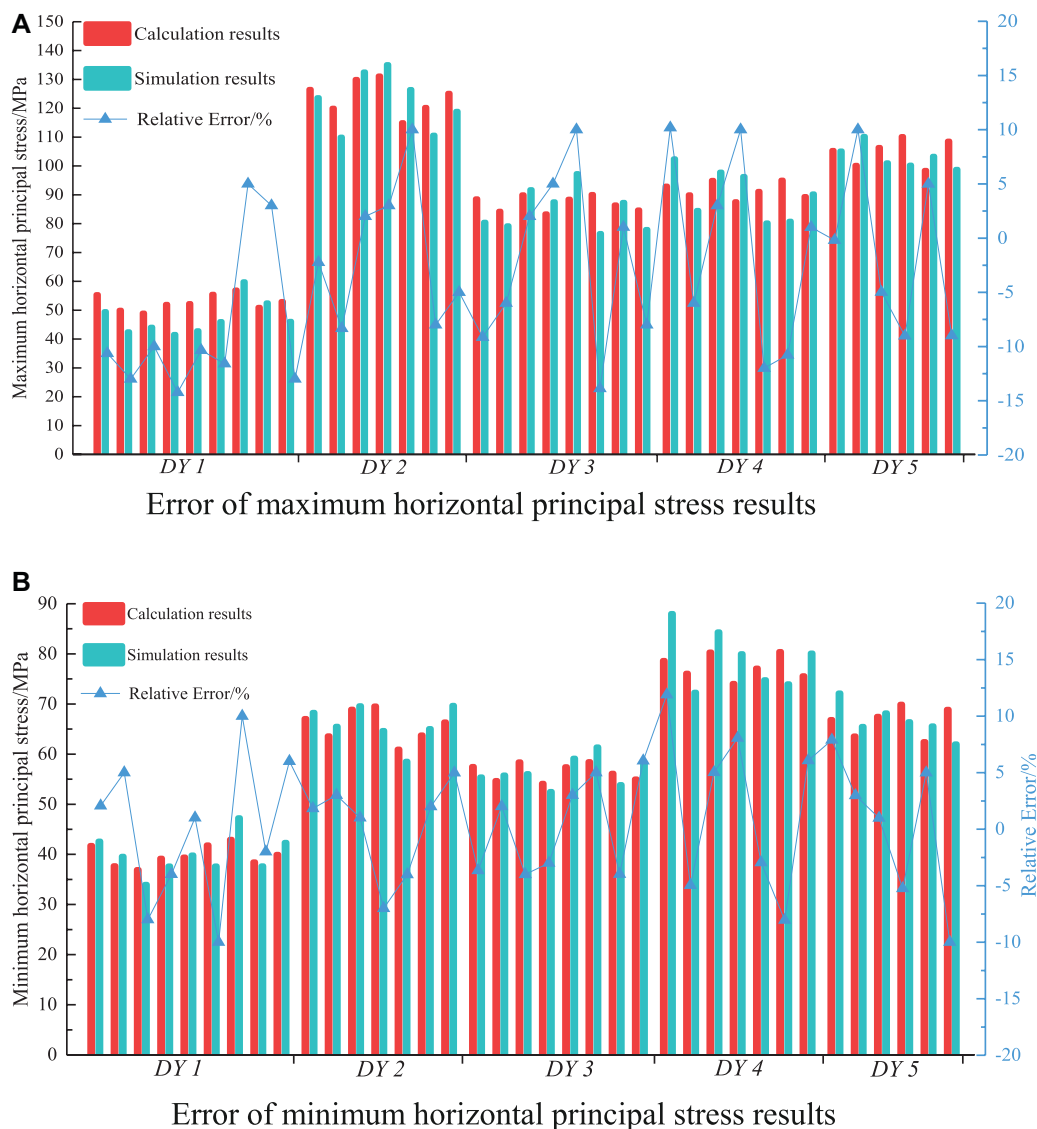 A
Maximum horizontal principal stress/MPa
150
140
130
120
110
100
90
80
70
60
50
40
30
20
10
0
Calculation results
Simulation results
Relative Error/%
20
15
10
5
0
-5
-10
-15
-20
DY 1 DY 2 DY 3 DY 4 DY 5
Error of maximum horizontal principal stress results
B
Minimum horizontal principal stress/MPa
90
80
70
60
50
40
30
20
10
0
Calculation results
Simulation results
Relative Error/%
20
15
10
5
0
-5
-10
-15
-20
Relative Error/%
DY 1 DY 2 DY 3 DY 4 DY 5
Error of minimum horizontal principal stress results